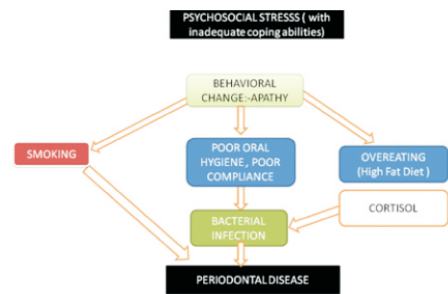 PSYCHOSOCIAL STRESSS ( with
inadequate coping abilities)
BEHAVIORAL
CHANGE:-APATHY
SMOKING
POOR ORAL
HYGIENE , POOR
COMPLIANCE
OVEREATING
(High Fat Diet )
CORTISOL
BACTERIAL
INFECTION
PERIODONTAL DISEASE